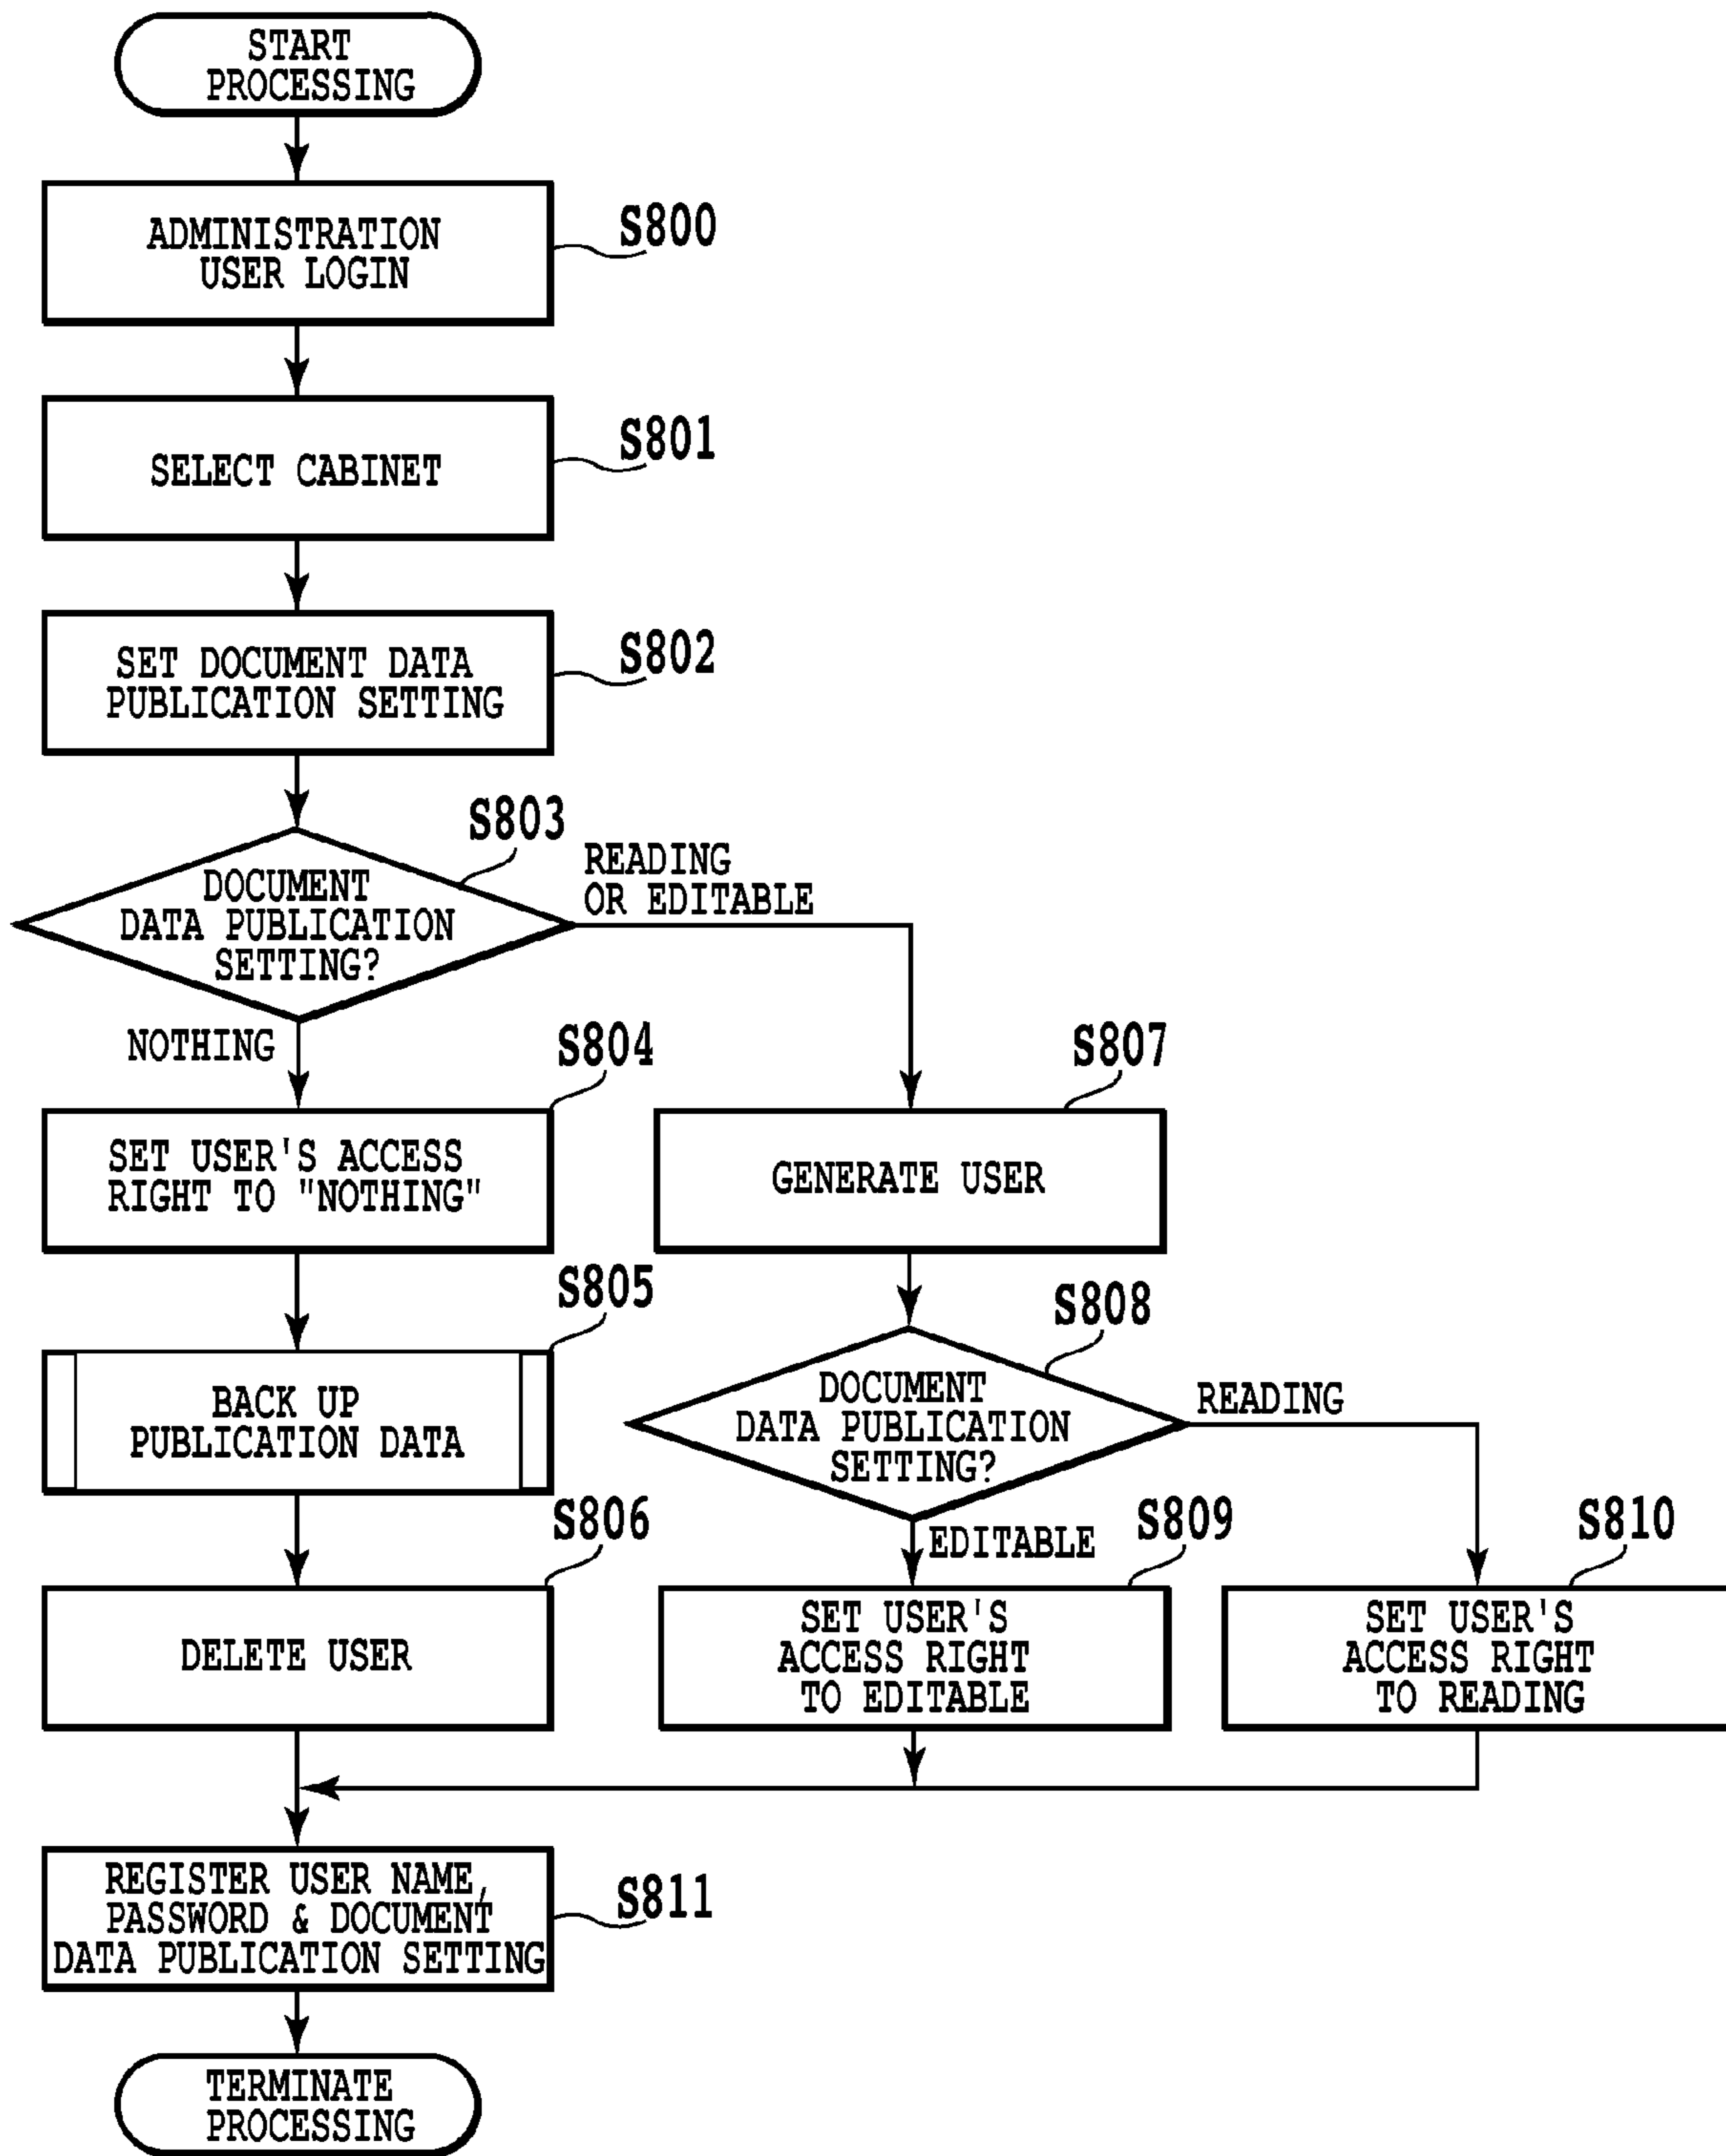 START
PROCESSING
ADMINISTRATION
USER LOGIN
S800
SELECT CABINET
S801
SET DOCUMENT DATA
PUBLICATION SETTING
S802
S803
DOCUMENT
DATA PUBLICATION
SETTING?
READING
OR EDITABLE
NOTHING
S804
SET USER'S ACCESS
RIGHT TO "NOTHING"
S807
GENERATE USER
S805
BACK UP
PUBLICATION DATA
S808
DOCUMENT
DATA PUBLICATION
SETTING?
READING
EDITABLE
S806
DELETE USER
S809
SET USER'S
ACCESS RIGHT
TO EDITABLE
S810
SET USER'S
ACCESS RIGHT
TO READING
REGISTER USER NAME,
PASSWORD & DOCUMENT
DATA PUBLICATION SETTING
S811
TERMINATE
PROCESSING